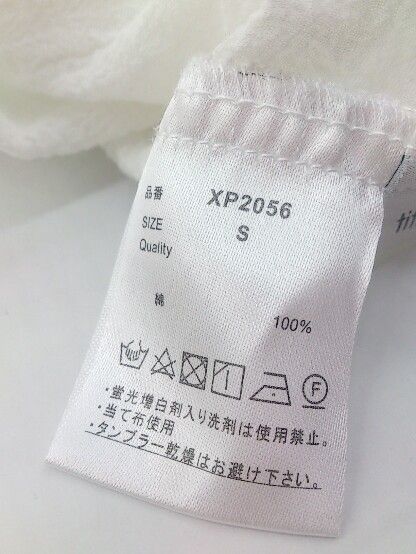 品番 XP2056
SIZE S
Quality
綿 100%
F
・蛍光増白剤入り洗剤は使用禁止。
・当て布使用
・タンブラー乾燥はお避け下さい。